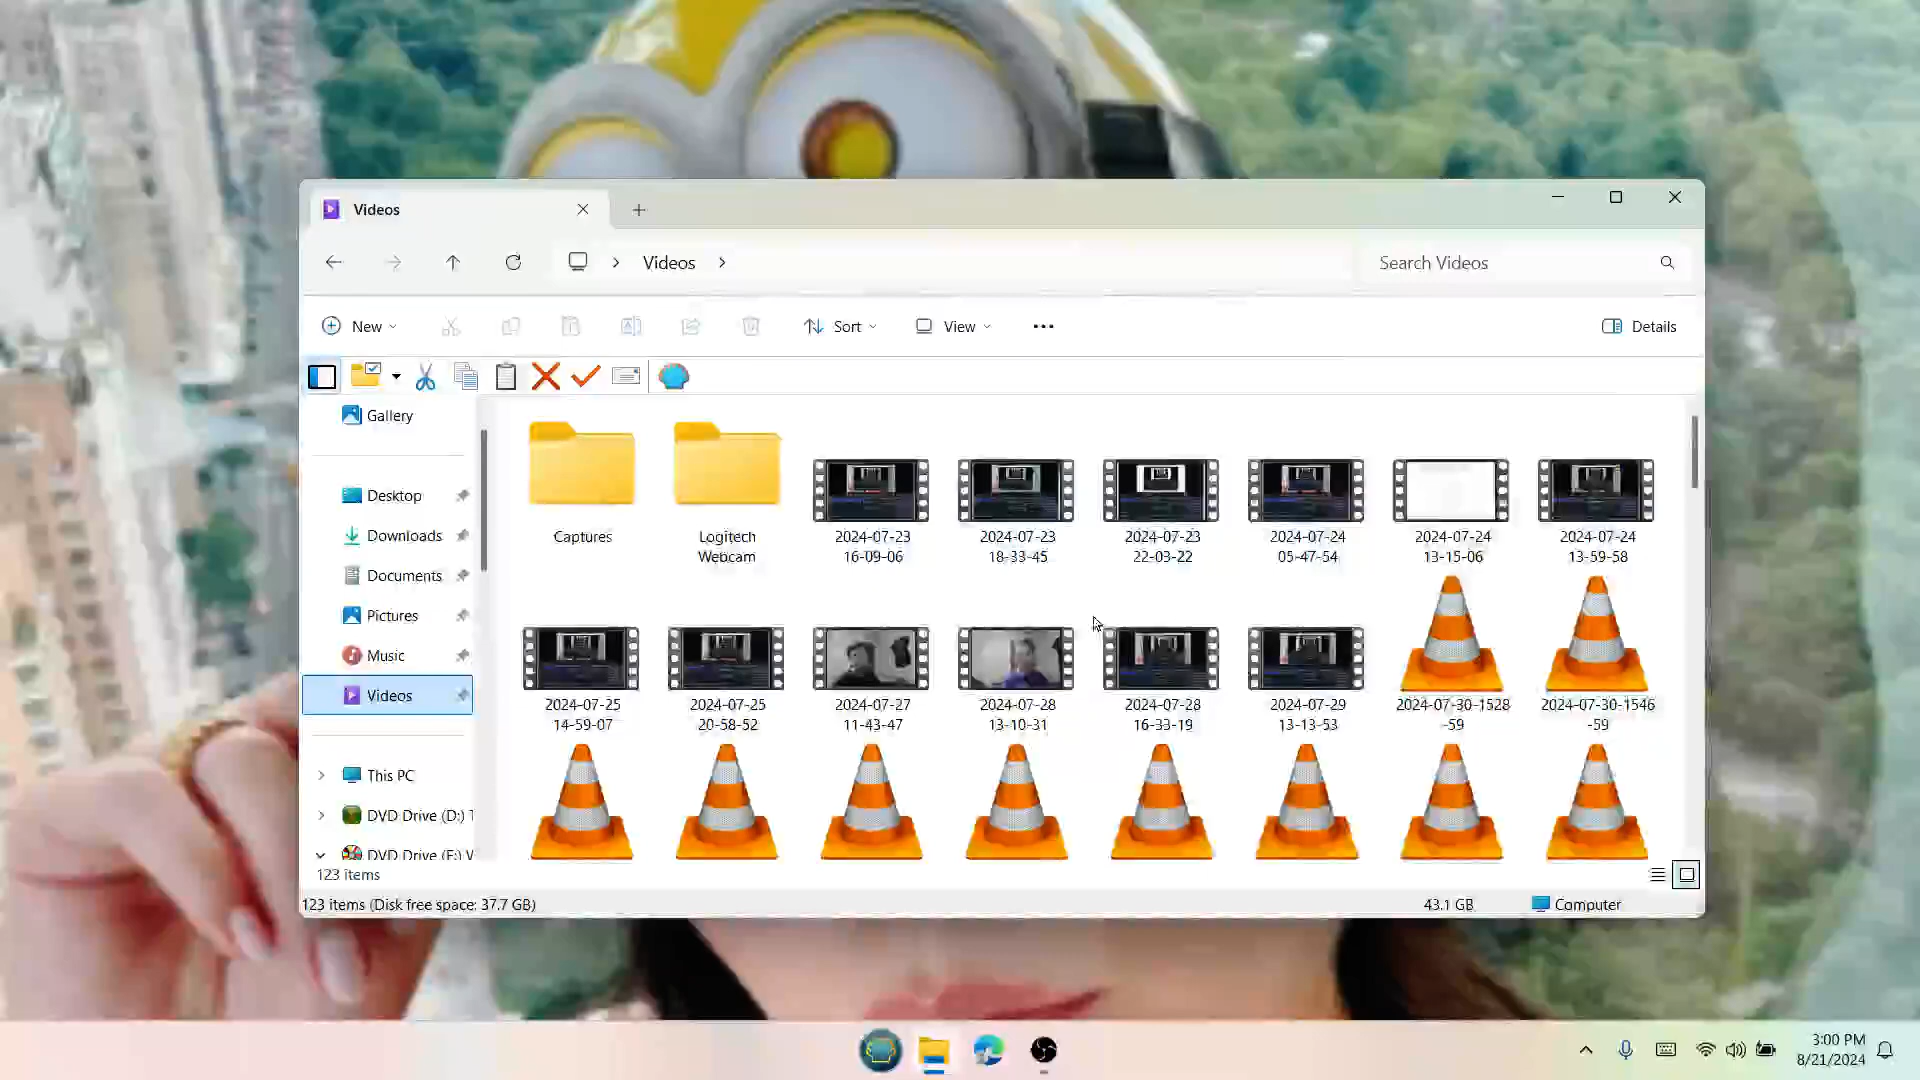 Videos
Videos
Search Videos
New
Sort
View
Details
Gallery
Desktop
Downloads
Documents
Pictures
Music
Videos
This PC
DVD Drive (D:)
DVD Drive (F:)
Captures
Logitech
Webcam
2024-07-23
16-09-06
2024-07-23
18-33-45
2024-07-23
22-03-22
2024-07-24
05-47-54
2024-07-24
13-15-06
2024-07-24
13-59-58
2024-07-25
14-59-07
2024-07-25
20-58-52
2024-07-27
11-43-47
2024-07-28
13-10-31
2024-07-28
16-33-19
2024-07-29
13-13-53
2024-07-30-1528
-59
2024-07-30-1546
-59
123 items
123 items (Disk free space: 37.7 GB)
43.1 GB
Computer
3:00 PM
8/21/2024